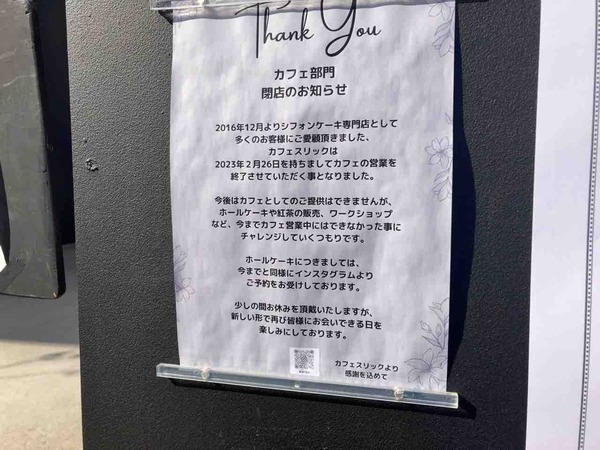 Thank You
カフェ部門
閉店のお知らせ
2016年12月よりシフォンケーキ専門店として
多くのお客様にご愛顧頂きました、
カフェスリックは
2023年2月26日を持ちましてカフェの営業を
終了させていただく事となりました。
今後はカフェとしてのご提供はできませんが、
ホールケーキや紅茶の販売、ワークショップ
など、今までカフェ営業中にはできなかった事に
チャレンジしていくつもりです。
ホールケーキにつきましては、
今までと同様にインスタグラムより
ご予約をお受けしております。
少しの間お休みを頂戴いたしますが、
新しい形で再び皆様にお会いできる日を
楽しみにしております。
カフェスリックより
感謝を込めて